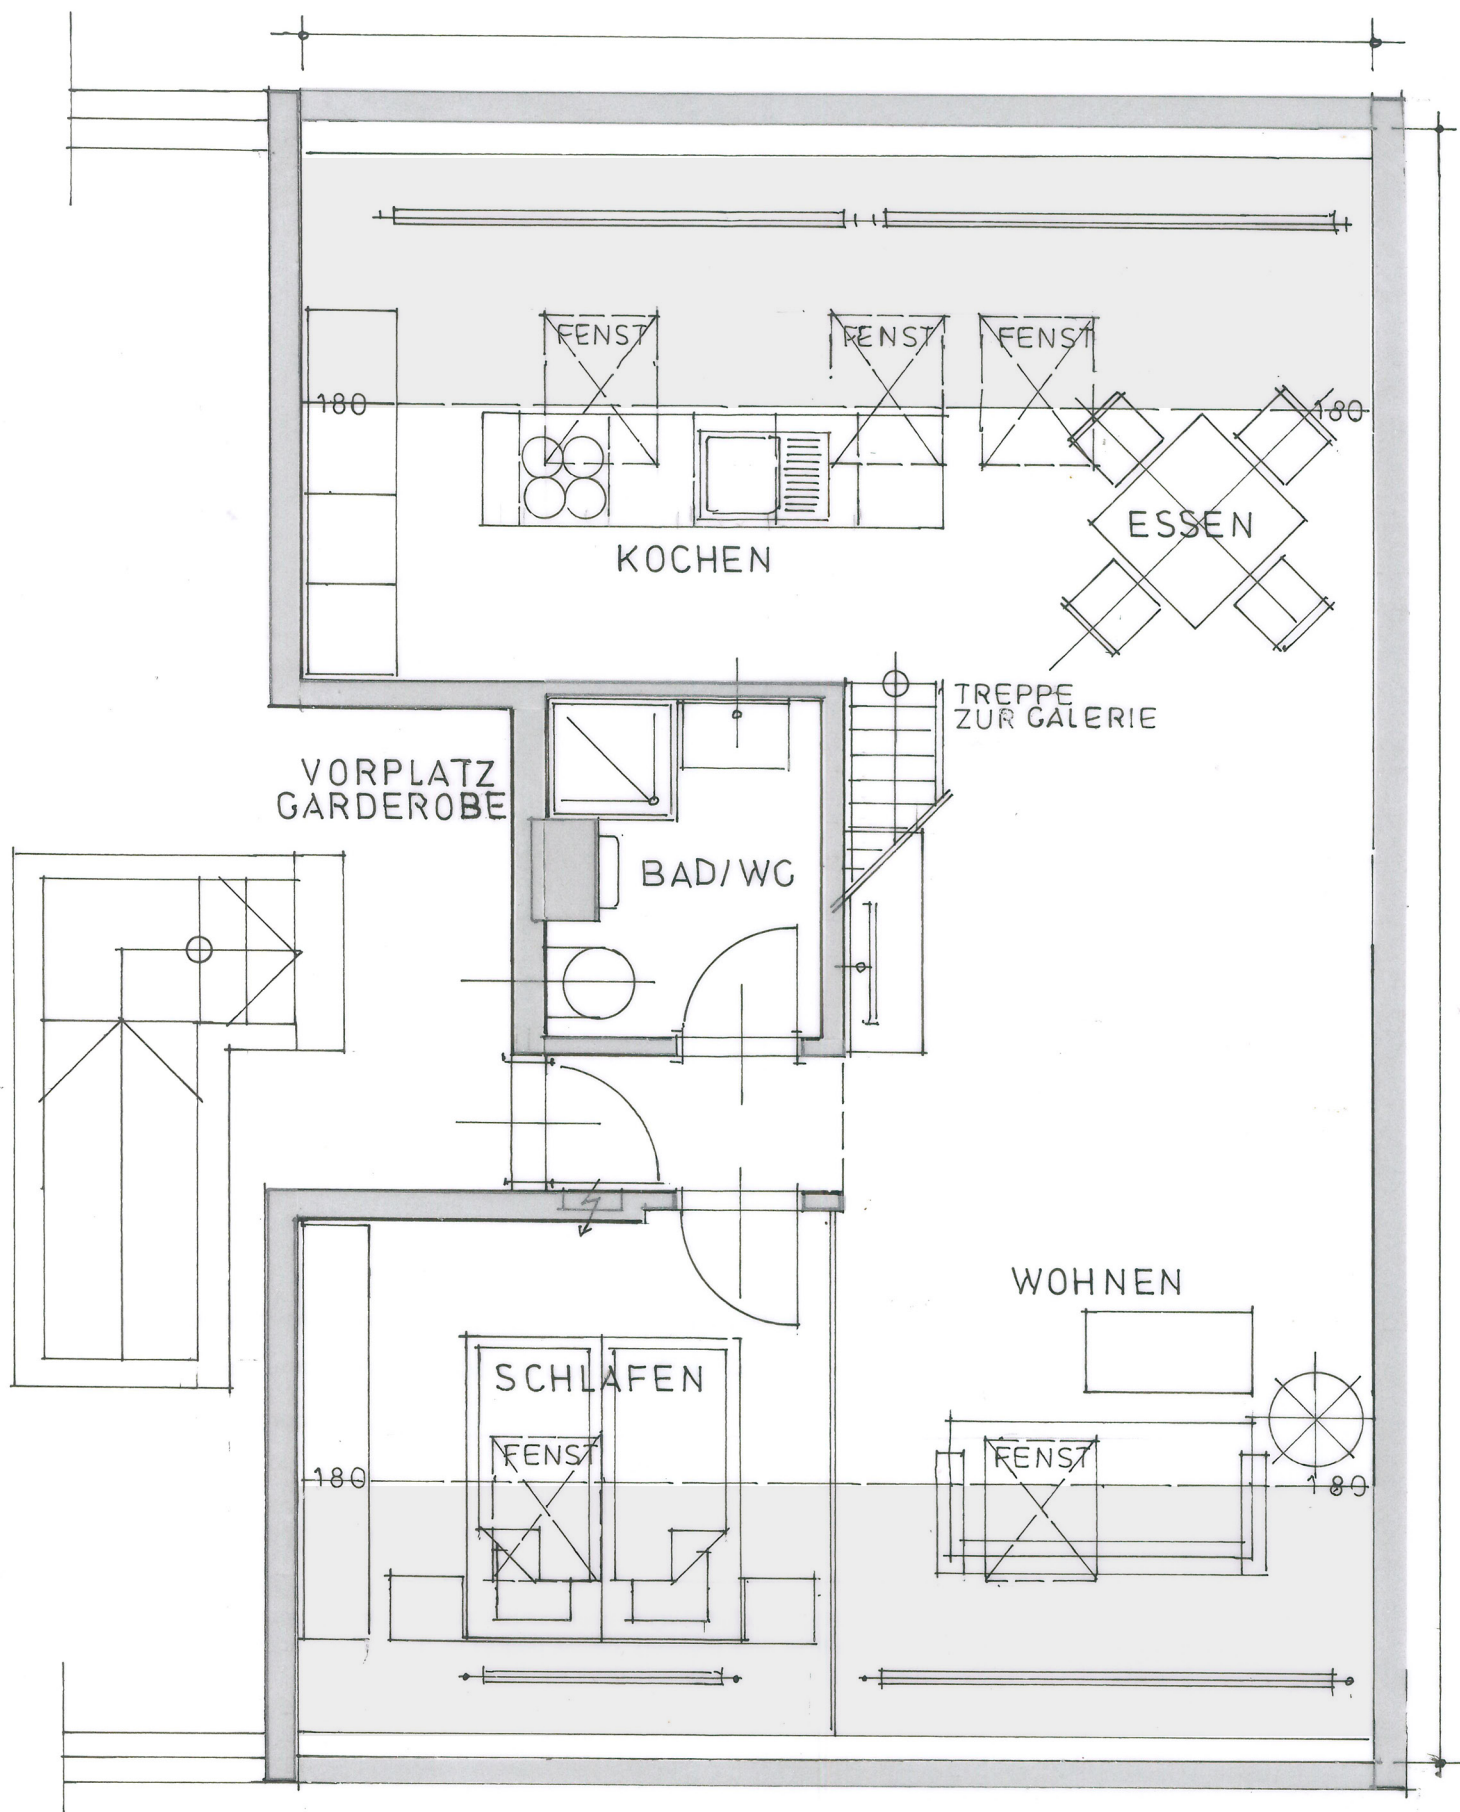 FENST
FENST
FENST
180
180
ESSEN
KOCHEN
TREPPE
ZUR GALERIE
VORPLATZ
GARDEROBE
BAD/WC
WOHNEN
SCHLAFEN
FENST
FENST
180
180